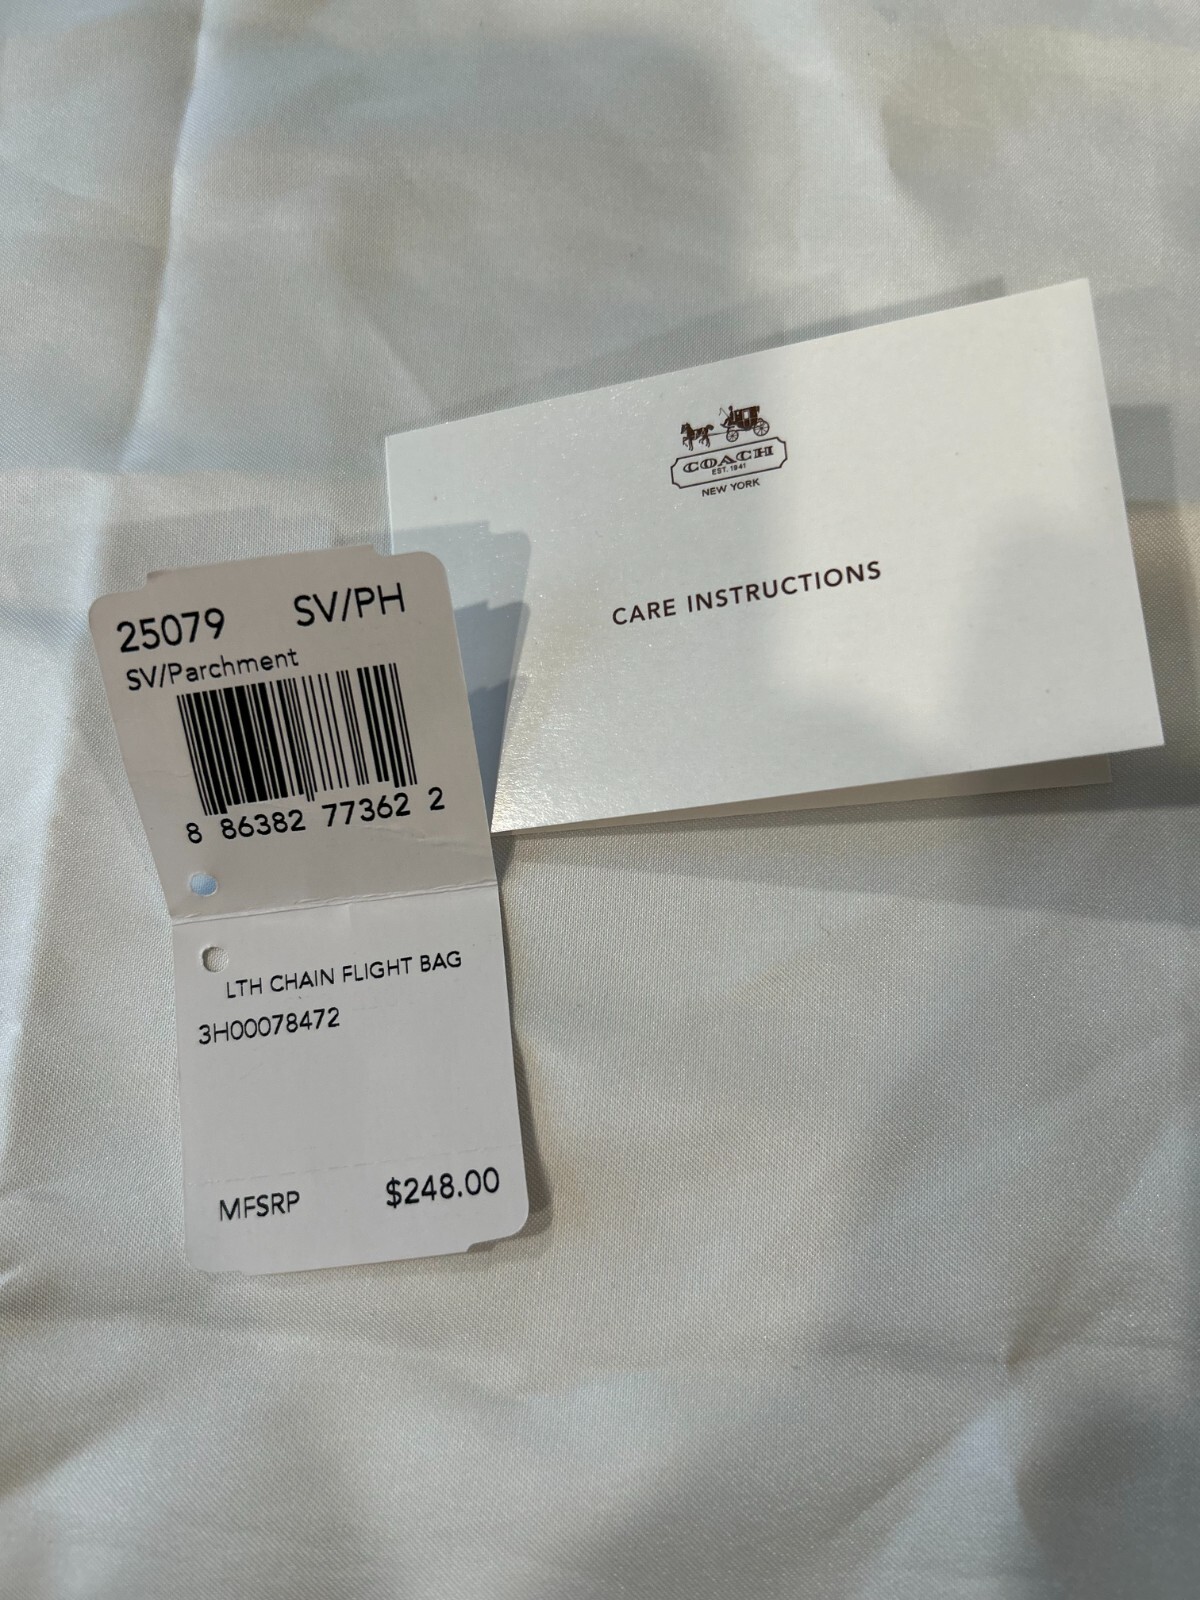 COACH
EST. 1941
NEW YORK
CARE INSTRUCTIONS
25079 SV/PH
SV/Parchment
8 86382 77362 2
LTH CHAIN FLIGHT BAG
3H00078472
MFSRP $248.00